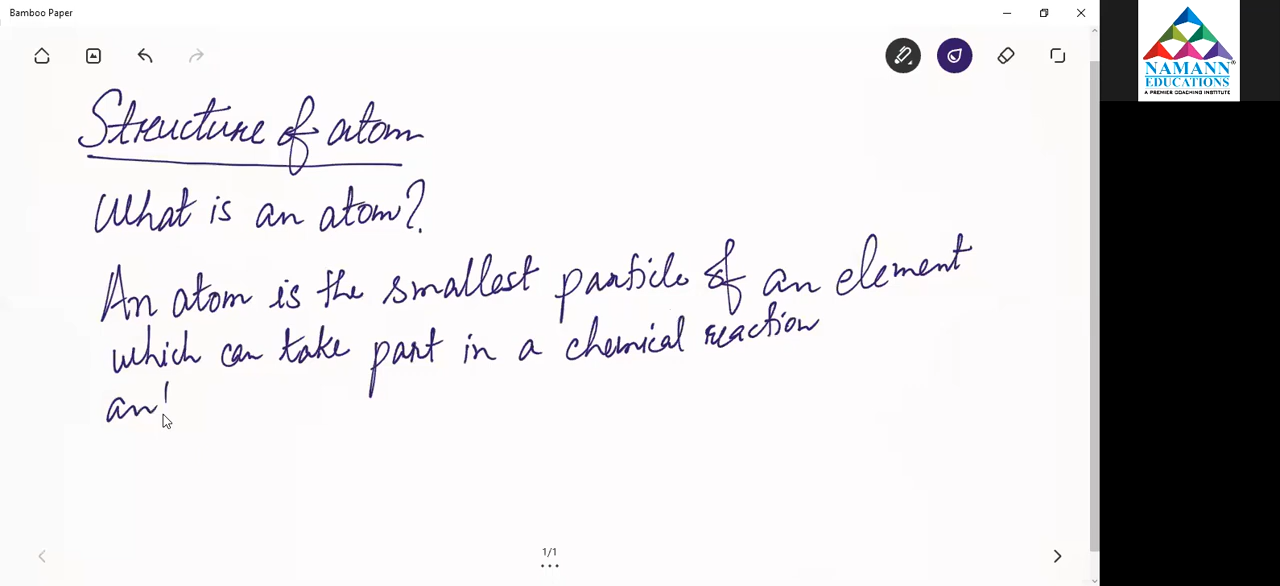 Bamboo Paper
NAMANN®
EDUCATIONS
A PREMIER COACHING INSTITUTE
Structure of atom
What is an atom?
An atom is the smallest particle of an element
which can take part in a chemical reaction
an
1/1